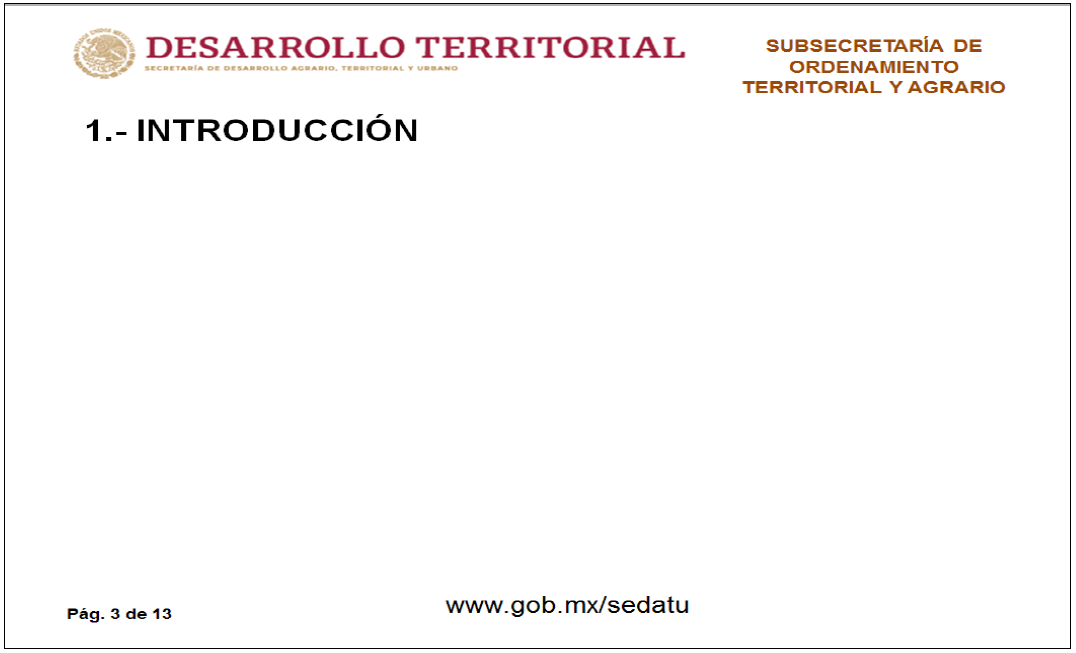 DESARROLLO TERRITORIAL
SECRETARÍA DE DESARROLLO AGRARIO, TERRITORIAL Y URBANO
SUBSECRETARÍA DE
ORDENAMIENTO
TERRITORIAL Y AGRARIO
1.- INTRODUCCIÓN
www.gob.mx/sedatu
Pág. 3 de 13